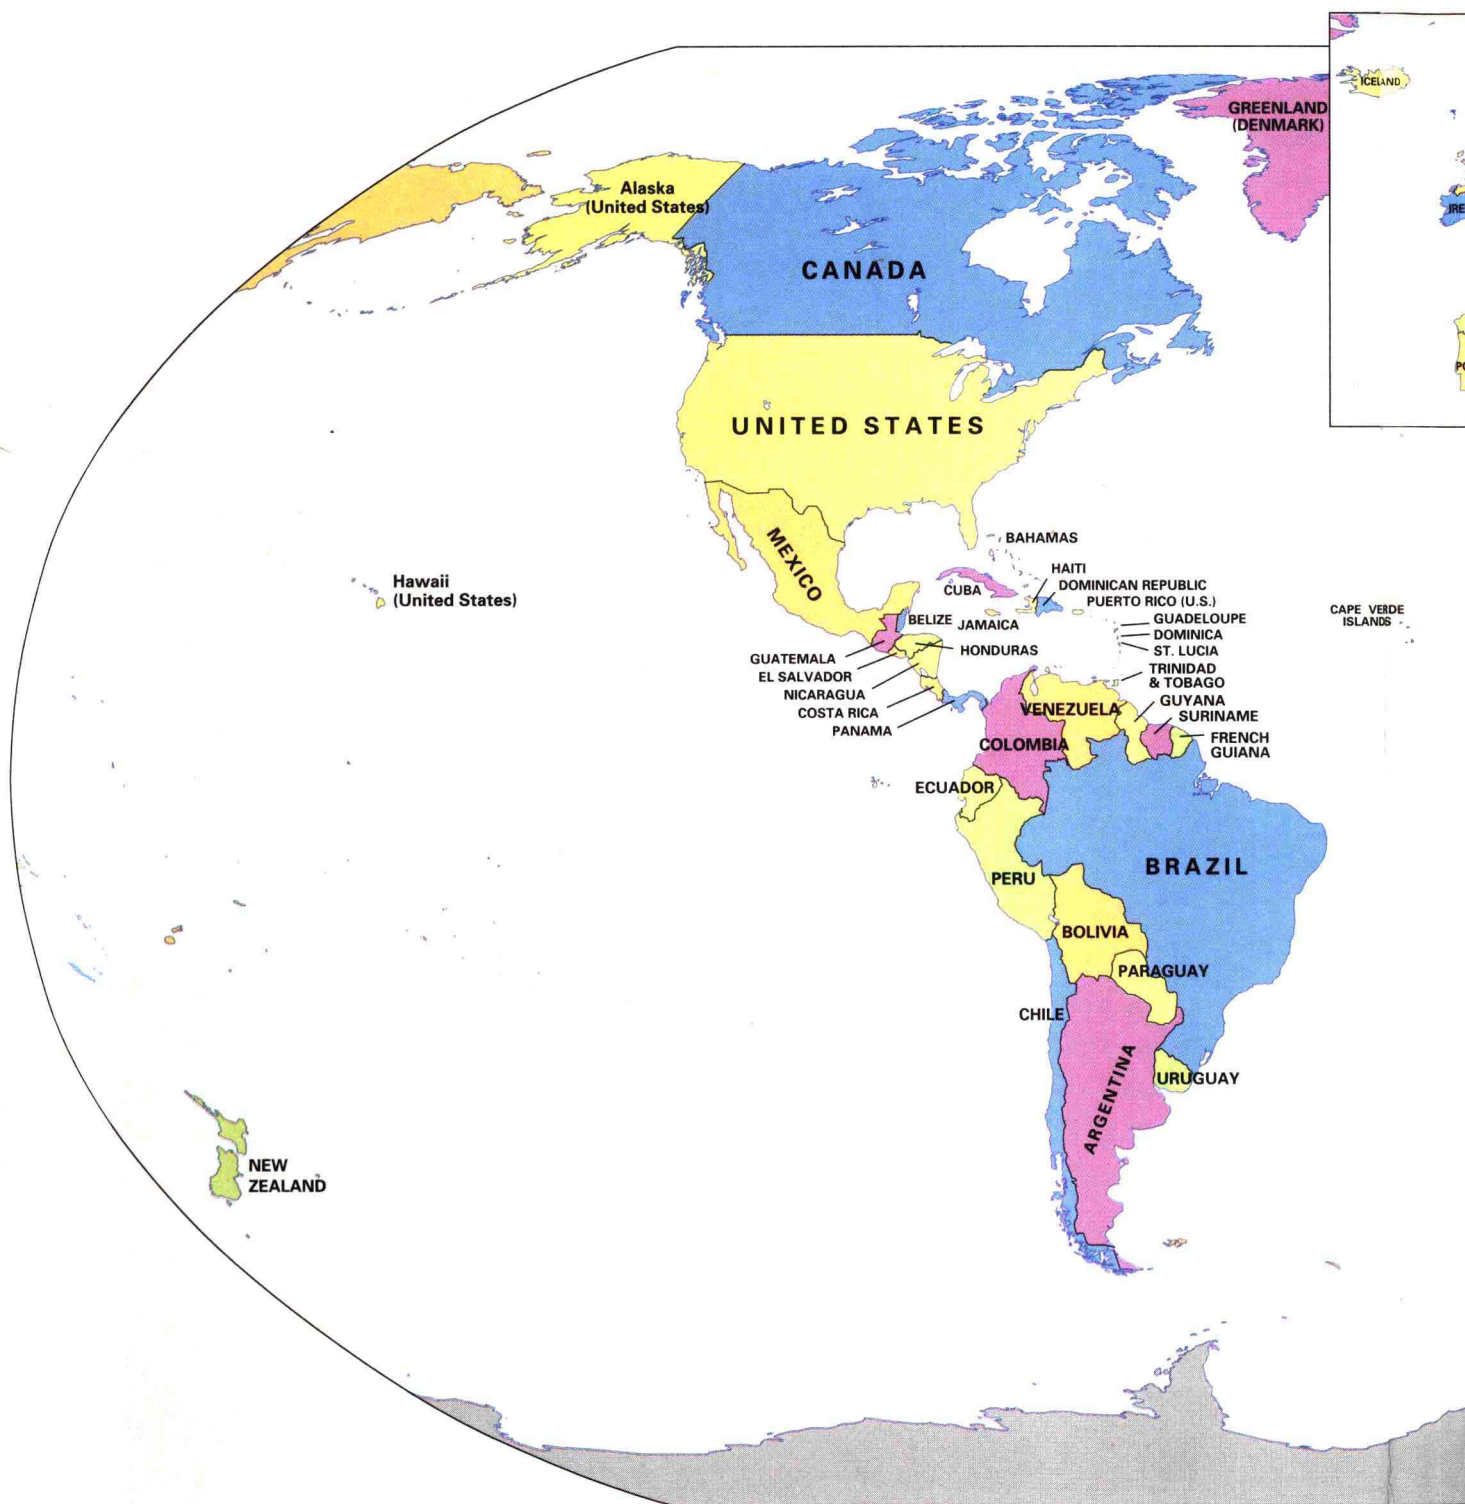 ICELAND
GREENLAND
(DENMARK)
Alaska
(United States)
CANADA
UNITED STATES
MEXICO
Hawaii
(United States)
BAHAMAS
HAITI
CUBA
DOMINICAN REPUBLIC
PUERTO RICO (U.S.)
BELIZE
JAMAICA
GUADELOUPE
DOMINICA
ST. LUCIA
CAPE VERDE
ISLANDS
HONDURAS
GUATEMALA
EL SALVADOR
NICARAGUA
COSTA RICA
PANAMA
TRINIDAD
& TOBAGO
GUYANA
SURINAME
FRENCH
GUIANA
VENEZUELA
COLOMBIA
ECUADOR
BRAZIL
PERU
BOLIVIA
PARAGUAY
CHILE
ARGENTINA
URUGUAY
NEW
ZEALAND